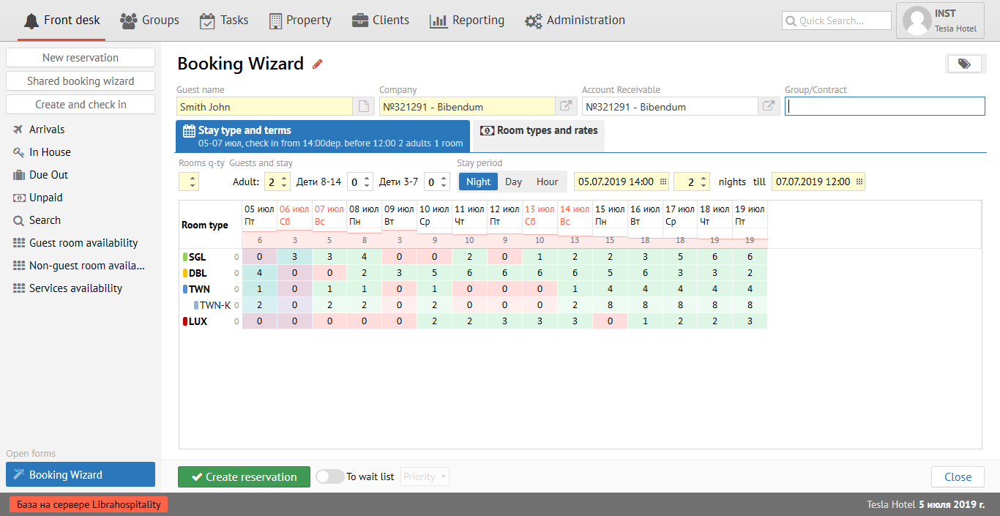 Front desk Groups Tasks Property Clients Reporting Administration Quick Search... INST
Tesla Hotel
New reservation
Shared booking wizard
Create and check in
Arrivals
In House
Due Out
Unpaid
Search
Guest room availability
Non-guest room availa...
Services availability
Open forms
Booking Wizard
Booking Wizard
Guest name Company Account Receivable Group/Contract
Smith John №321291 - Bibendum №321291 - Bibendum
Stay type and terms Room types and rates
05-07 июл, check in from 14:00dep. before 12:00 2 adults 1 room
Rooms q-ty Guests and stay Stay period
Adult: 2 Дети 8-14 0 Дети 3-7 0 Night Day Hour 05.07.2019 14:00 2 nights till 07.07.2019 12:00
Room type 05 июл 06 июл 07 июл 08 июл 09 июл 10 июл 11 июл 12 июл 13 июл 14 июл 15 июл 16 июл 17 июл 18 июл 19 июл
Пт Сб Вс Пн Вт Ср Чт Пт Сб Вс Пн Вт Ср Чт Пт
6 3 5 8 3 9 10 9 10 13 15 18 18 19 19
SGL 0 0 3 3 4 0 0 2 0 1 2 2 3 5 6 6
DBL 0 4 0 0 2 3 5 6 6 6 6 5 6 3 3 2
TWN 0 1 0 1 1 0 1 0 0 0 1 4 4 4 4 4
TWN-K 0 2 0 2 2 0 2 0 0 0 2 8 8 8 8 8
LUX 0 0 0 0 0 0 2 2 3 3 3 0 1 2 2 3
Create reservation To wait list Priority Close
База на сервере Librahospitality Tesla Hotel 5 июля 2019 г.